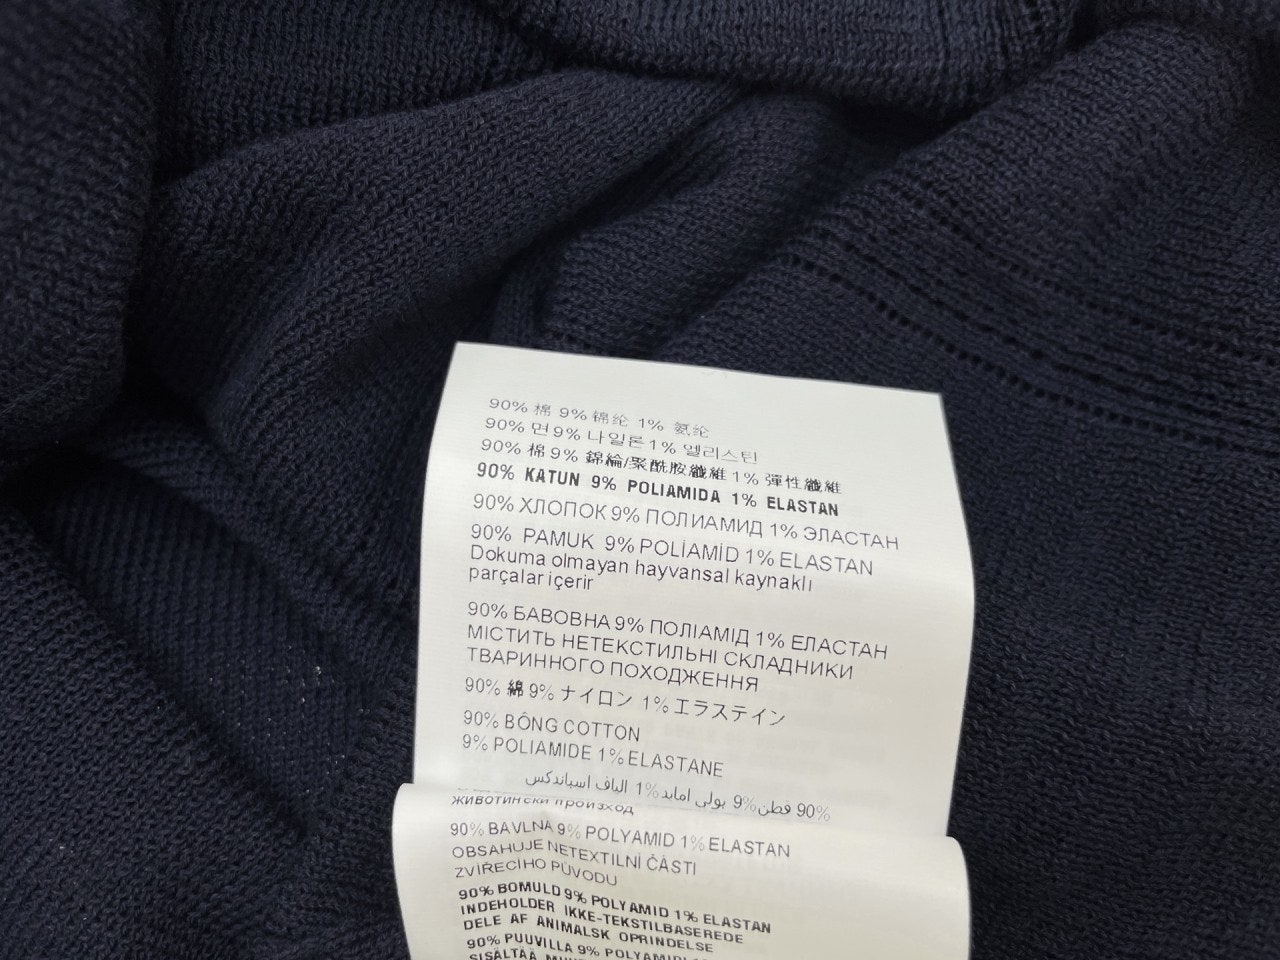 90% 棉 9% 锦纶 1% 氨纶
90% 면 9% 나일론 1% 엘리스틴
90% 棉 9% 錦綸/聚酰胺纖維 1% 彈性纖維
90% KATUN 9% POLIAMIDA 1% ELASTAN
90% ХЛОПОК 9% ПОЛИАМИД 1% ЭЛАСТАН
90% PAMUK 9% POLİAMİD 1% ELASTAN
Dokuma olmayan hayvansal kaynaklı
parçalar içerir
90% БАВОВНА 9% ПОЛІАМІД 1% ЕЛАСТАН
МІСТИТЬ НЕТЕКСТИЛЬНІ СКЛАДНИКИ
ТВАРИННОГО ПОХОДЖЕННЯ
90% 綿 9% ナイロン 1% エラステイン
90% BÔNG COTTON
9% POLIAMIDE 1% ELASTANE
90% قطن 9% بولى امايد 1% الياف اسباندكس
животински произход
90% BAVLNA 9% POLYAMID 1% ELASTAN
OBSAHUJE NETEXTILNÍ ČÁSTI
ZVÍŘECÍHO PŮVODU
90% BOMULD 9% POLYAMID 1% ELASTAN
INDEHOLDER IKKE-TEKSTILBASEREDE
DELE AF ANIMALSK OPRINDELSE
90% PUUVILLA 9% POLYAMIDI
SISÄLTÄÄ